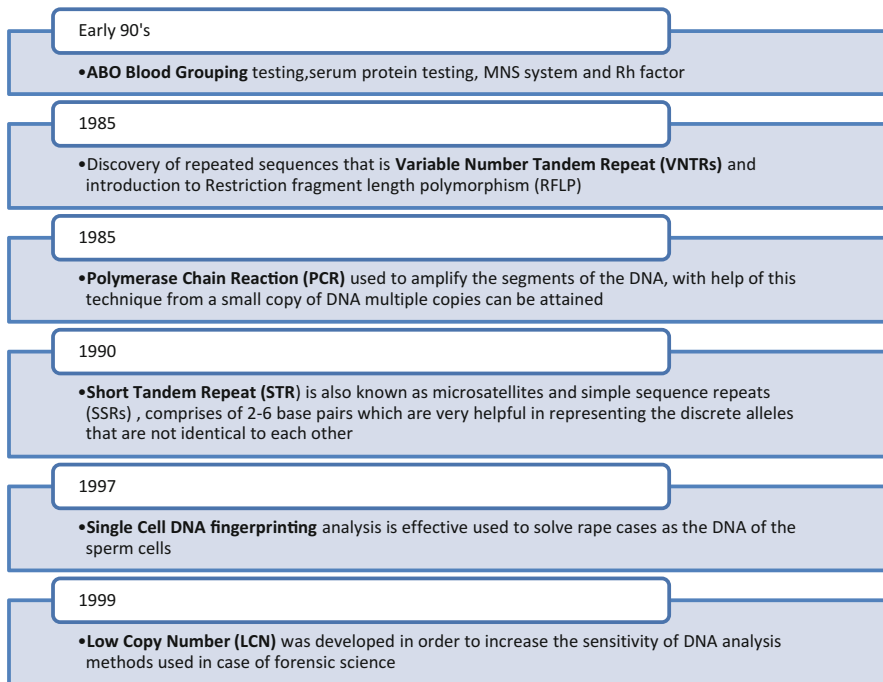 Early 90's
•ABO Blood Grouping testing,serum protein testing, MNS system and Rh factor
1985
•Discovery of repeated sequences that is Variable Number Tandem Repeat (VNTRs) and
introduction to Restriction fragment length polymorphism (RFLP)
1985
•Polymerase Chain Reaction (PCR) used to amplify the segments of the DNA, with help of this
technique from a small copy of DNA multiple copies can be attained
1990
•Short Tandem Repeat (STR) is also known as microsatellites and simple sequence repeats
(SSRs) , comprises of 2-6 base pairs which are very helpful in representing the discrete alleles
that are not identical to each other
1997
•Single Cell DNA fingerprinting analysis is effective used to solve rape cases as the DNA of the
sperm cells
1999
•Low Copy Number (LCN) was developed in order to increase the sensitivity of DNA analysis
methods used in case of forensic science